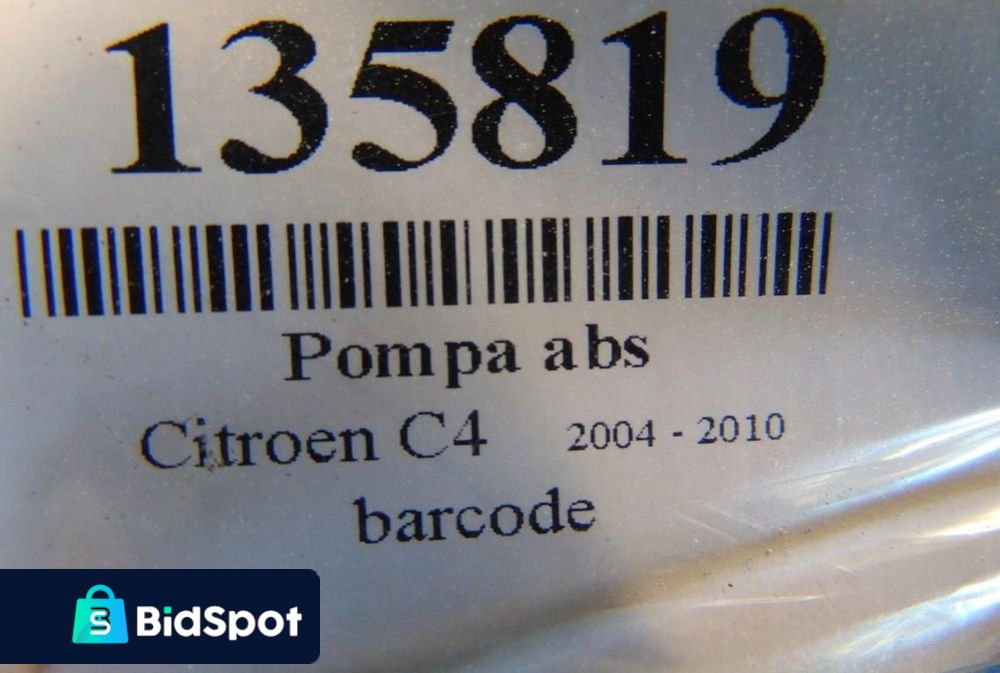 135819
Pompa abs
Citroen C4 2004 - 2010
barcode
BidSpot